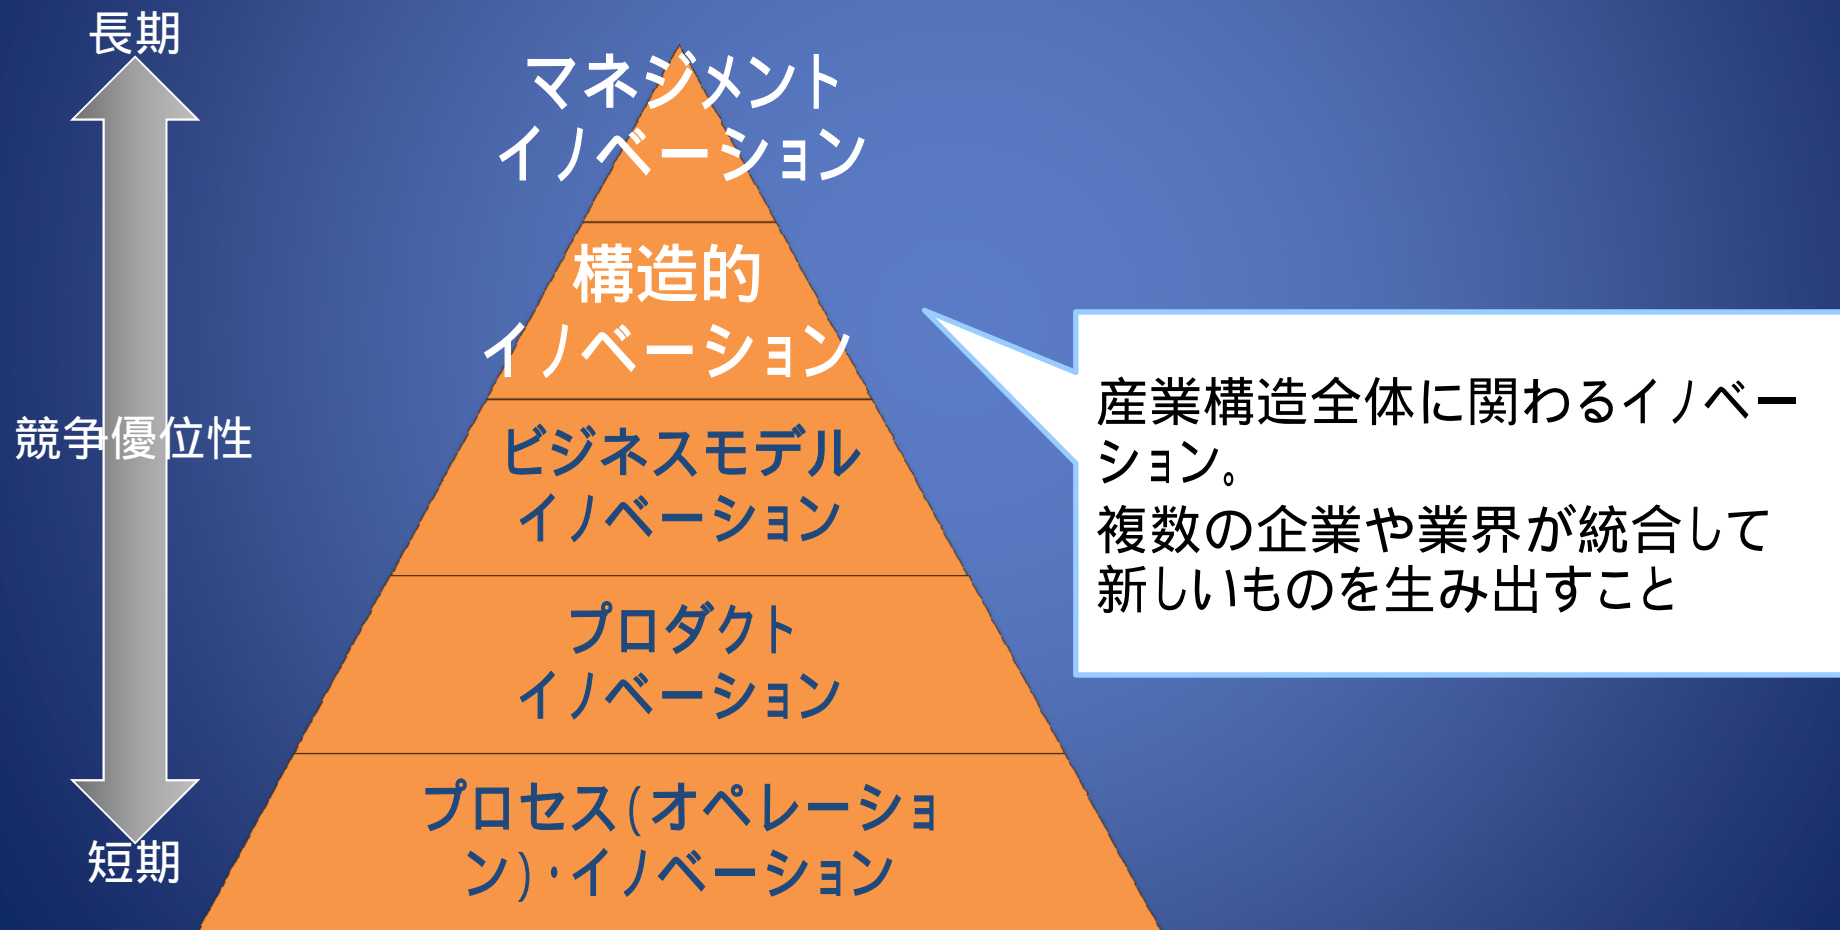 長期
競争優位性
短期
マネジメント
イノベーション
構造的
イノベーション
ビジネスモデル
イノベーション
プロダクト
イノベーション
プロセス(オペレーショ
ン)・イノベーション
産業構造全体に関わるイノベー
ション。
複数の企業や業界が統合して
新しいものを生み出すこと